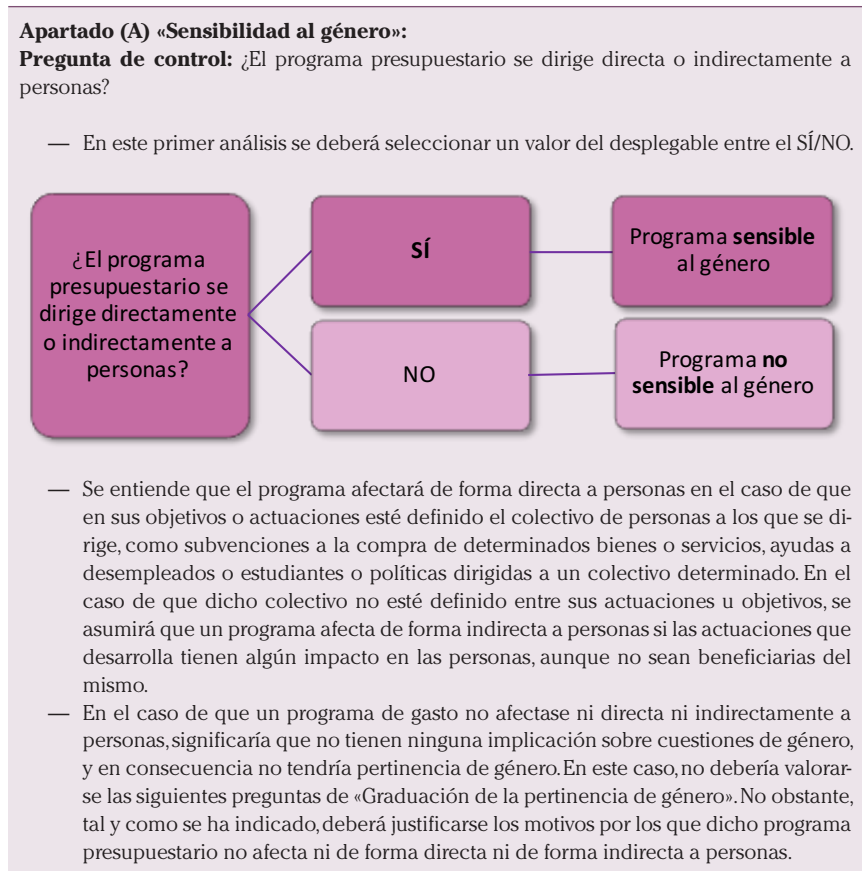 Apartado (A) «Sensibilidad al género»:
Pregunta de control: ¿El programa presupuestario se dirige directa o indirectamente a
personas?
— En este primer análisis se deberá seleccionar un valor del desplegable entre el SÍ/NO.
¿El programa
presupuestario se
dirige directamente
o indirectamente a
personas?
SÍ
Programa sensible
al género
NO
Programa no
sensible al género
— Se entiende que el programa afectará de forma directa a personas en el caso de que
en sus objetivos o actuaciones esté definido el colectivo de personas a los que se di-
rige, como subvenciones a la compra de determinados bienes o servicios, ayudas a
desempleados o estudiantes o políticas dirigidas a un colectivo determinado. En el
caso de que dicho colectivo no esté definido entre sus actuaciones u objetivos, se
asumirá que un programa afecta de forma indirecta a personas si las actuaciones que
desarrolla tienen algún impacto en las personas, aunque no sean beneficiarias del
mismo.
— En el caso de que un programa de gasto no afectase ni directa ni indirectamente a
personas, significaría que no tienen ninguna implicación sobre cuestiones de género,
y en consecuencia no tendría pertinencia de género. En este caso, no debería valorar-
se las siguientes preguntas de «Graduación de la pertinencia de género». No obstante,
tal y como se ha indicado, deberá justificarse los motivos por los que dicho programa
presupuestario no afecta ni de forma directa ni de forma indirecta a personas.